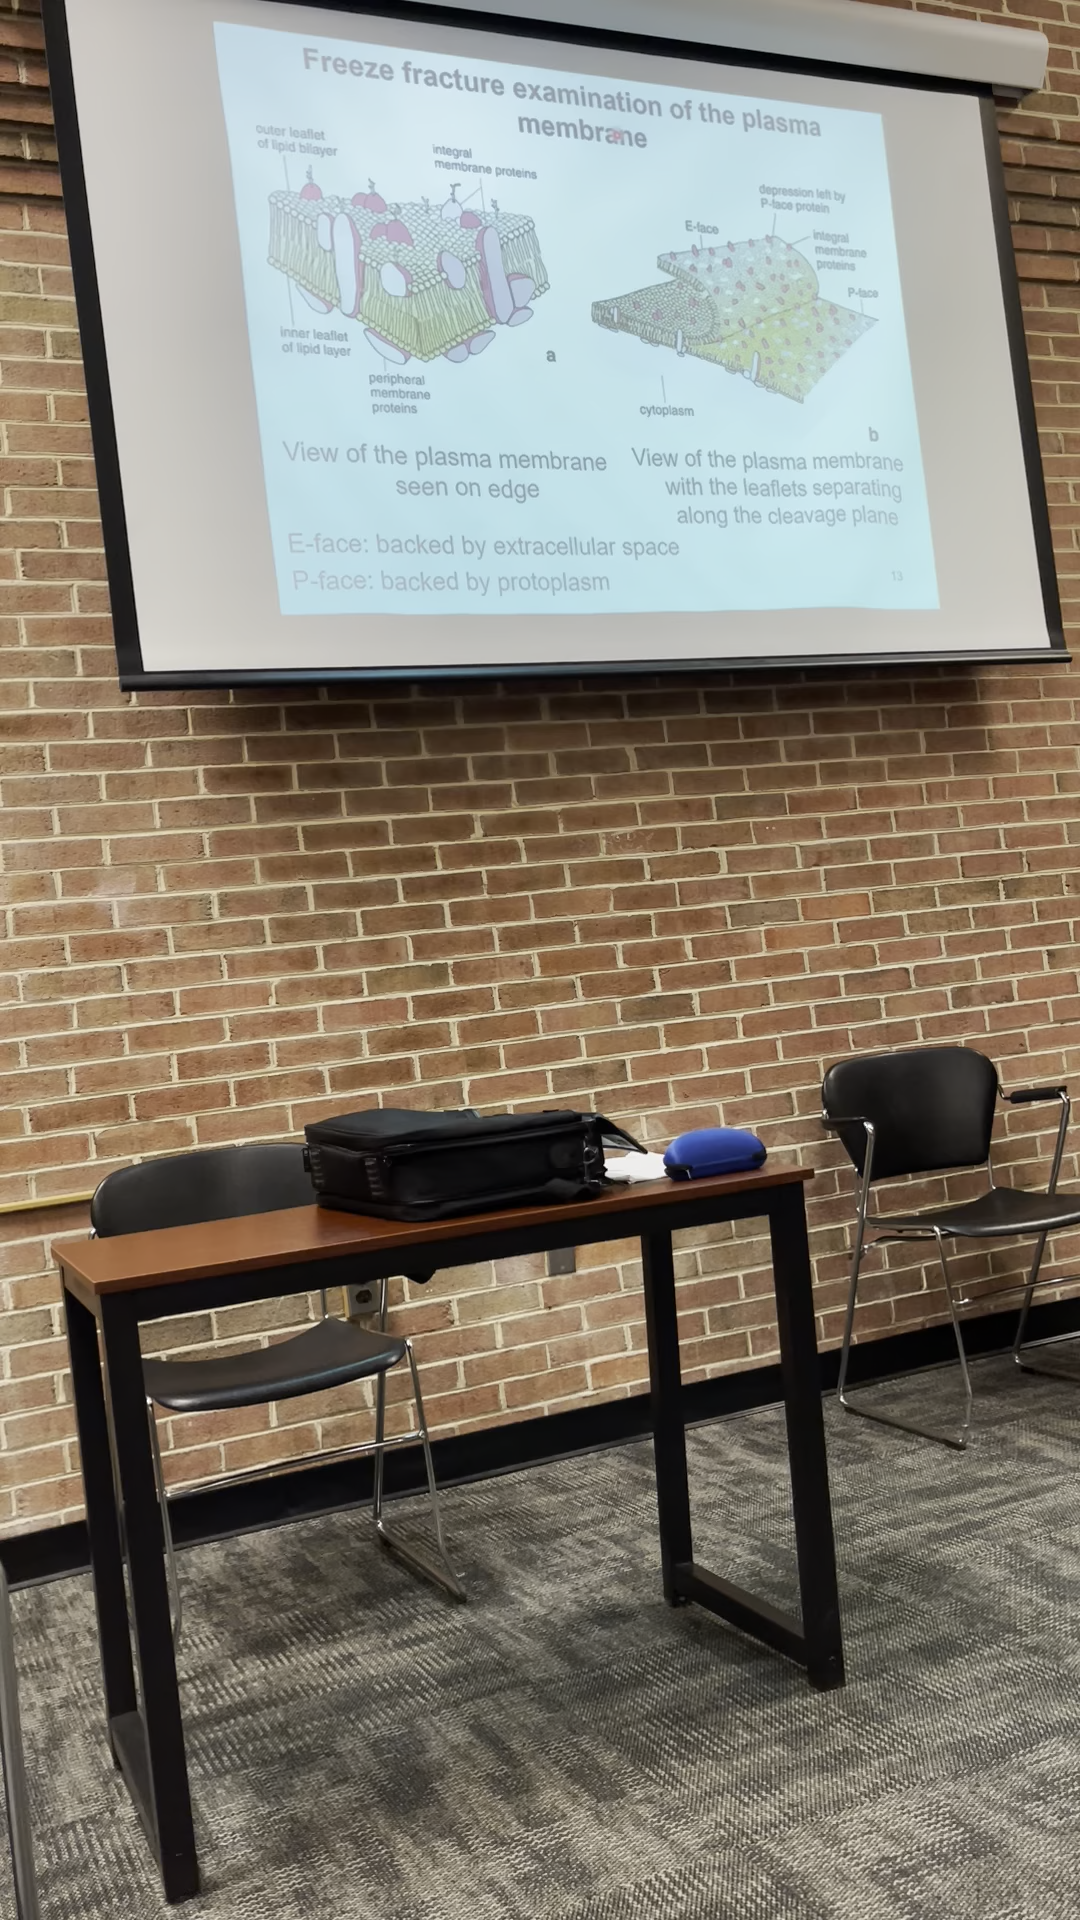 Freeze fracture examination of the plasma
membrane
outer leaflet
of lipid bilayer
integral
membrane proteins
inner leaflet
of lipid layer
peripheral
membrane
proteins
a
depression left by
P-face protein
E-face
integral
membrane
proteins
P-face
cytoplasm
b
View of the plasma membrane
seen on edge
View of the plasma membrane
with the leaflets separating
along the cleavage plane
E-face: backed by extracellular space
P-face: backed by protoplasm
13